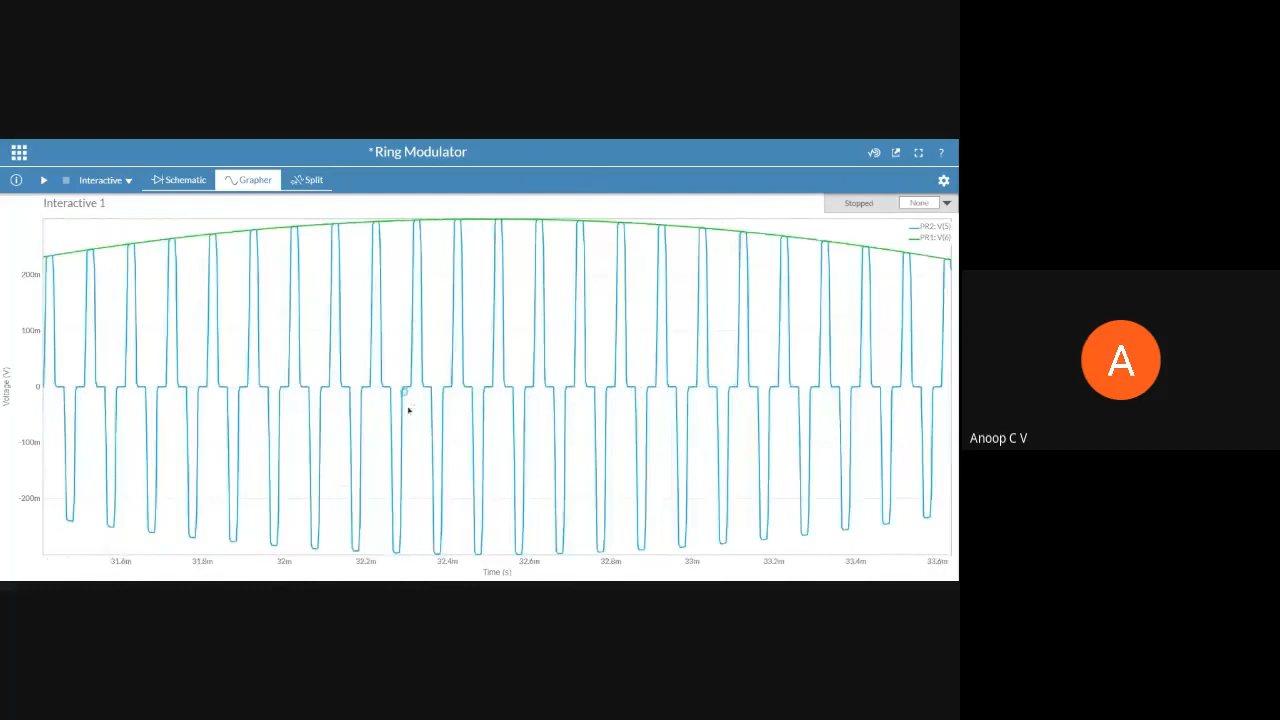 *Ring Modulator
?
Interactive
Schematic
Grapher
Split
Interactive 1
Stopped
None
PR2: V(5)
PR1: V(6)
200m
100m
0
-100m
-200m
Voltage (V)
31.6m
31.8m
32m
32.2m
32.4m
32.6m
32.8m
33m
33.2m
33.4m
33.6m
Time (s)
A
Anoop C V